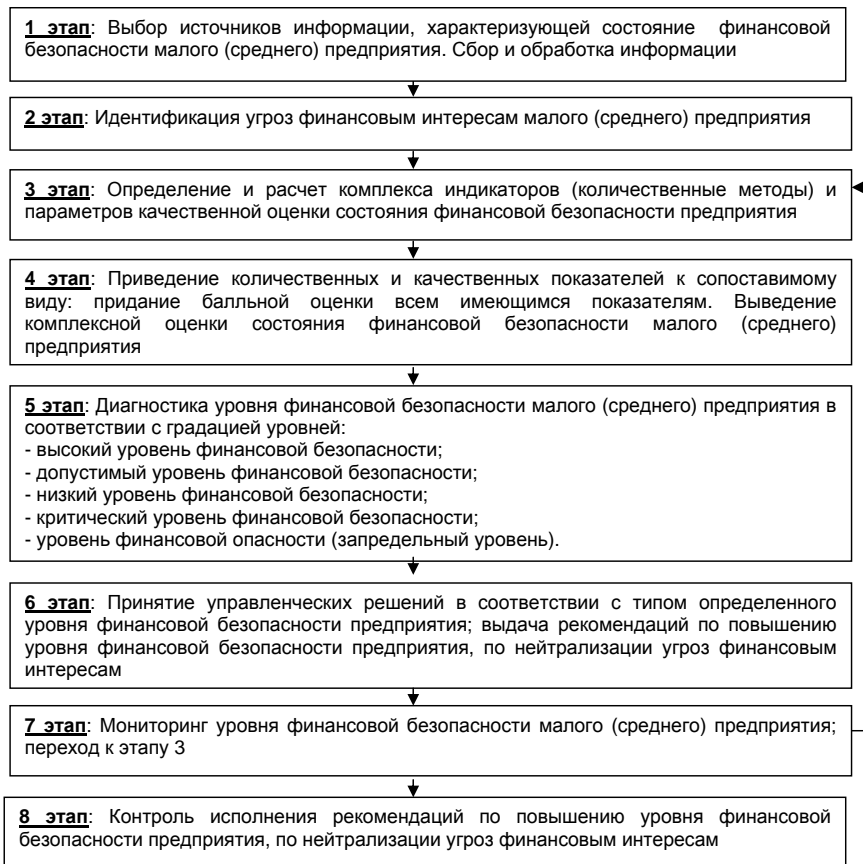 1 этап: Выбор источников информации, характеризующей состояние финансовой
безопасности малого (среднего) предприятия. Сбор и обработка информации
2 этап: Идентификация угроз финансовым интересам малого (среднего) предприятия
3 этап: Определение и расчет комплекса индикаторов (количественные методы) и
параметров качественной оценки состояния финансовой безопасности предприятия
4 этап: Приведение количественных и качественных показателей к сопоставимому
виду: придание балльной оценки всем имеющимся показателям. Выведение
комплексной оценки состояния финансовой безопасности малого (среднего)
предприятия
5 этап: Диагностика уровня финансовой безопасности малого (среднего) предприятия в
соответствии с градацией уровней:
- высокий уровень финансовой безопасности;
- допустимый уровень финансовой безопасности;
- низкий уровень финансовой безопасности;
- критический уровень финансовой безопасности;
- уровень финансовой опасности (запредельный уровень).
6 этап: Принятие управленческих решений в соответствии с типом определенного
уровня финансовой безопасности предприятия; выдача рекомендаций по повышению
уровня финансовой безопасности предприятия, по нейтрализации угроз финансовым
интересам
7 этап: Мониторинг уровня финансовой безопасности малого (среднего) предприятия;
переход к этапу 3
8 этап: Контроль исполнения рекомендаций по повышению уровня финансовой
безопасности предприятия, по нейтрализации угроз финансовым интересам